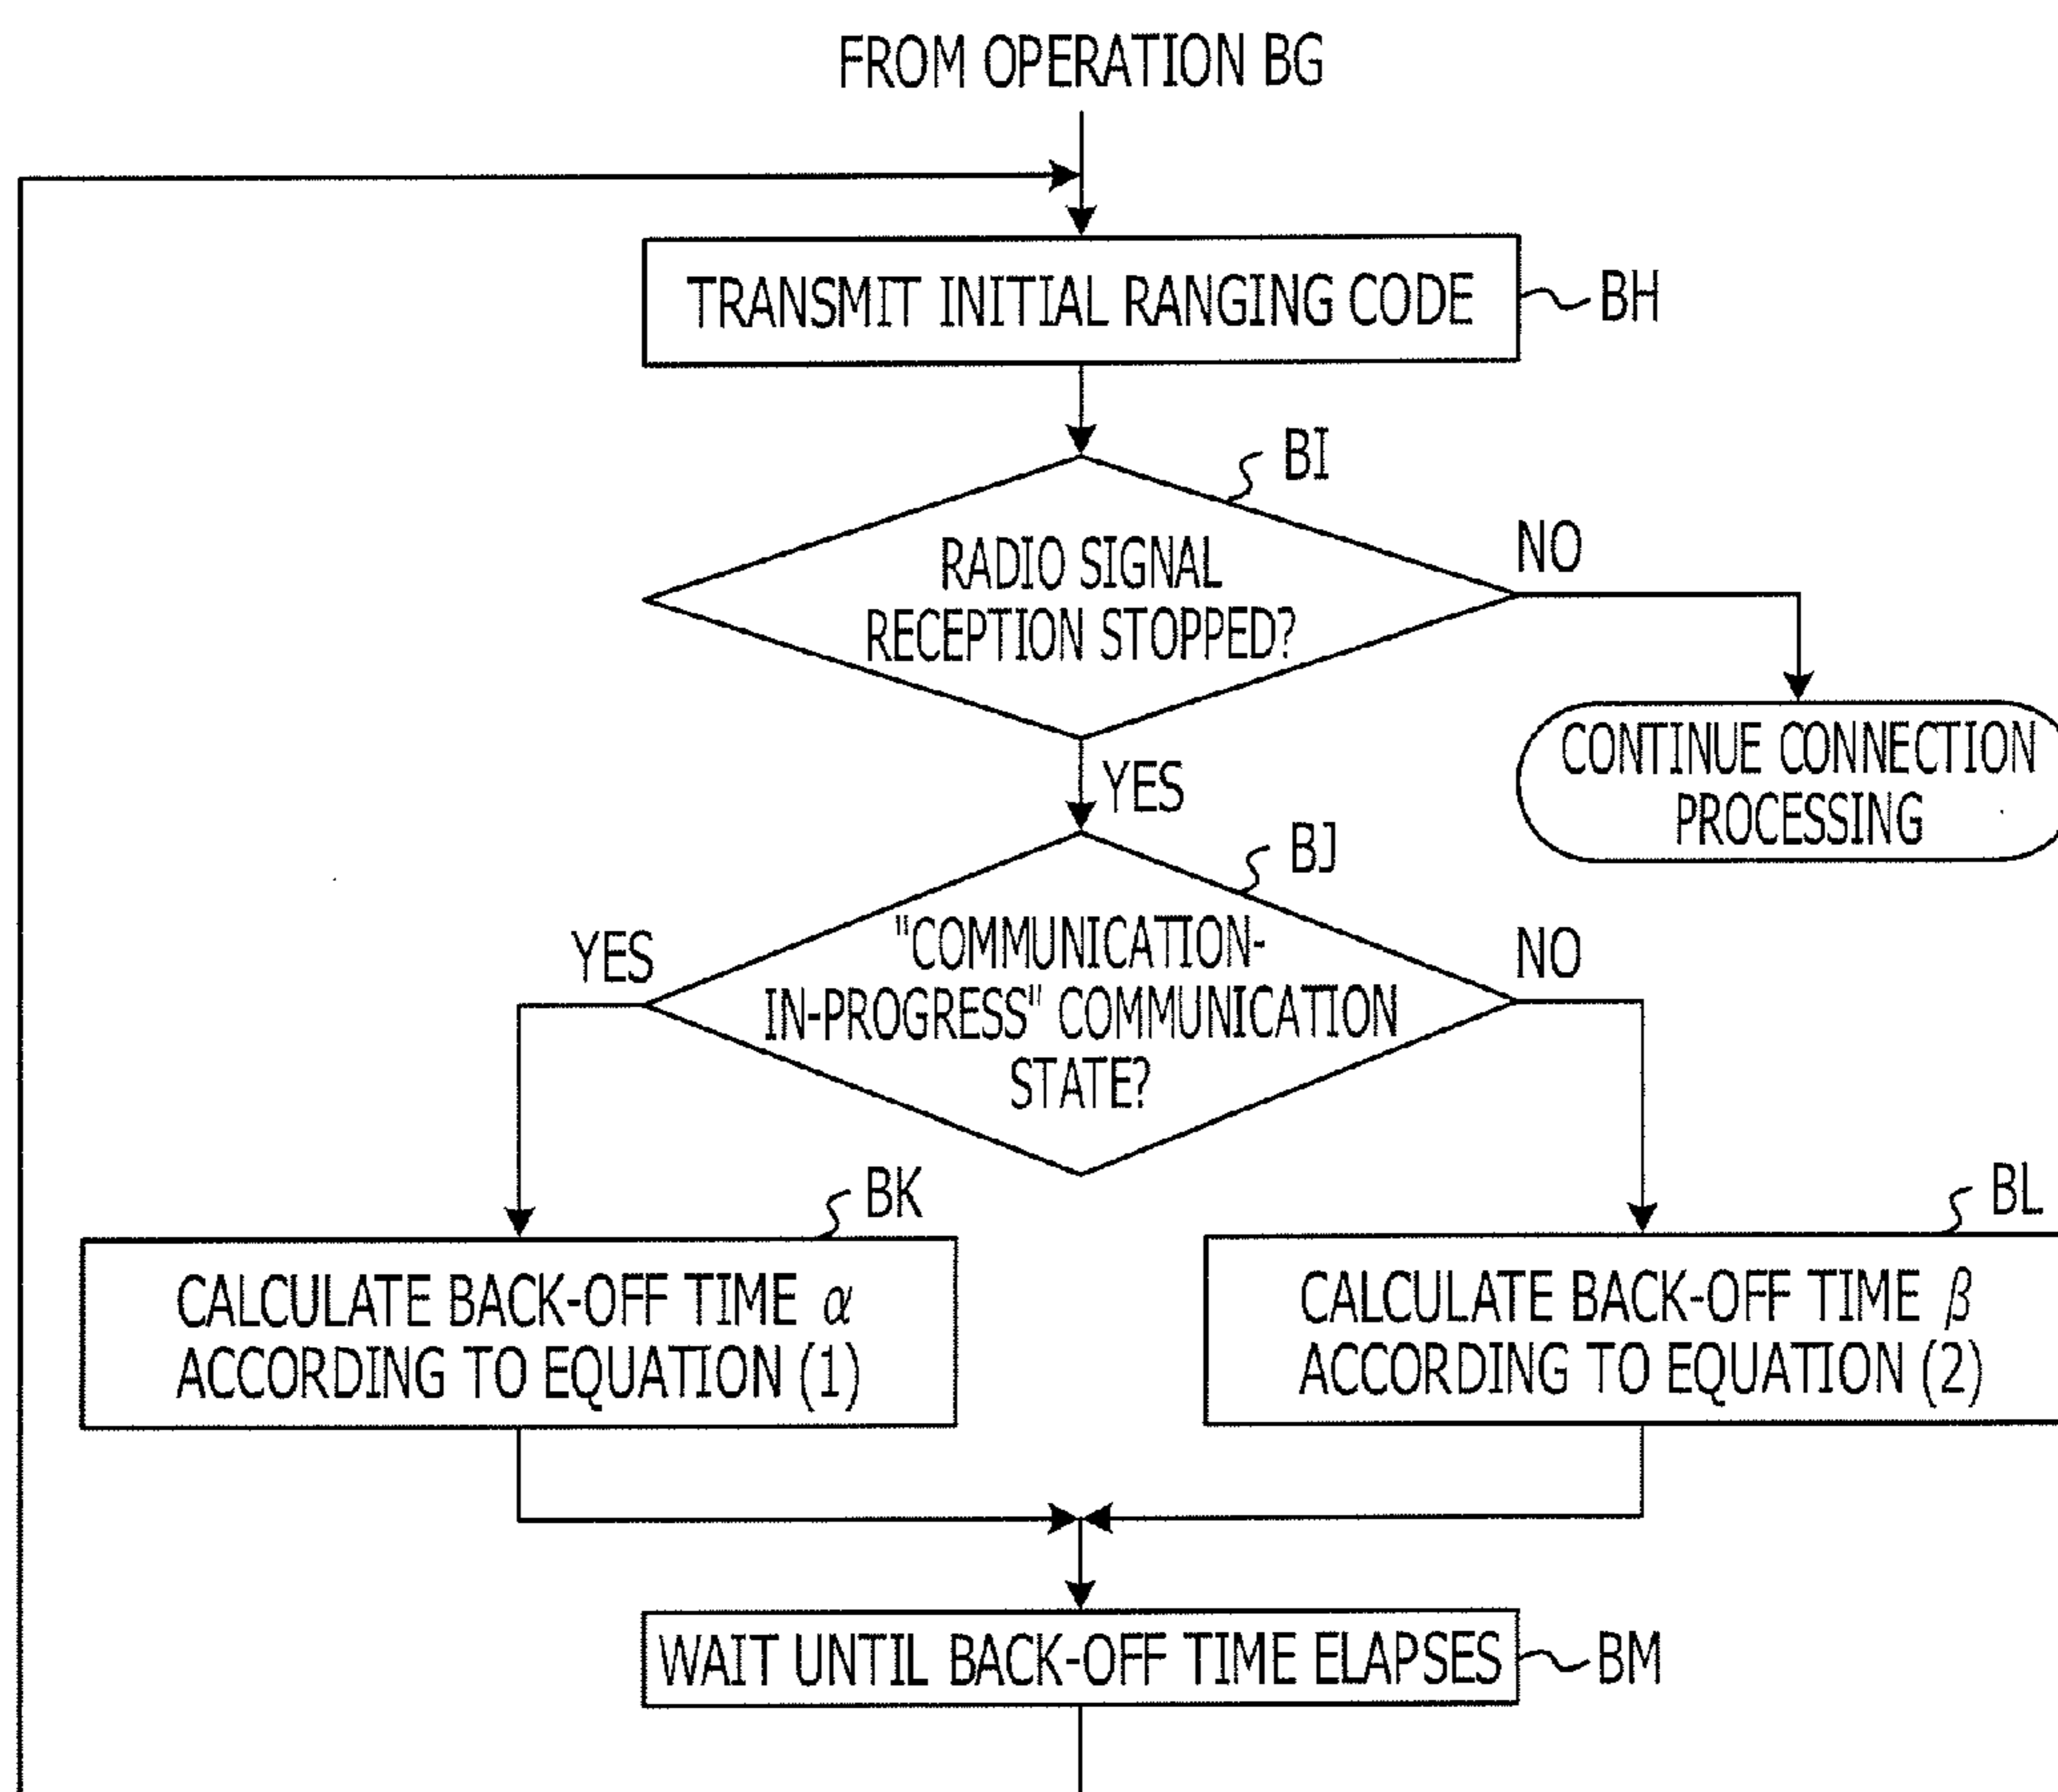 FROM OPERATION BG
TRANSMIT INITIAL RANGING CODE
BH
BI
RADIO SIGNAL
RECEPTION STOPPED?
NO
YES
CONTINUE CONNECTION
PROCESSING
BJ
"COMMUNICATION-
IN-PROGRESS" COMMUNICATION
STATE?
YES
NO
BK
CALCULATE BACK-OFF TIME α
ACCORDING TO EQUATION (1)
BL
CALCULATE BACK-OFF TIME β
ACCORDING TO EQUATION (2)
WAIT UNTIL BACK-OFF TIME ELAPSES
BM